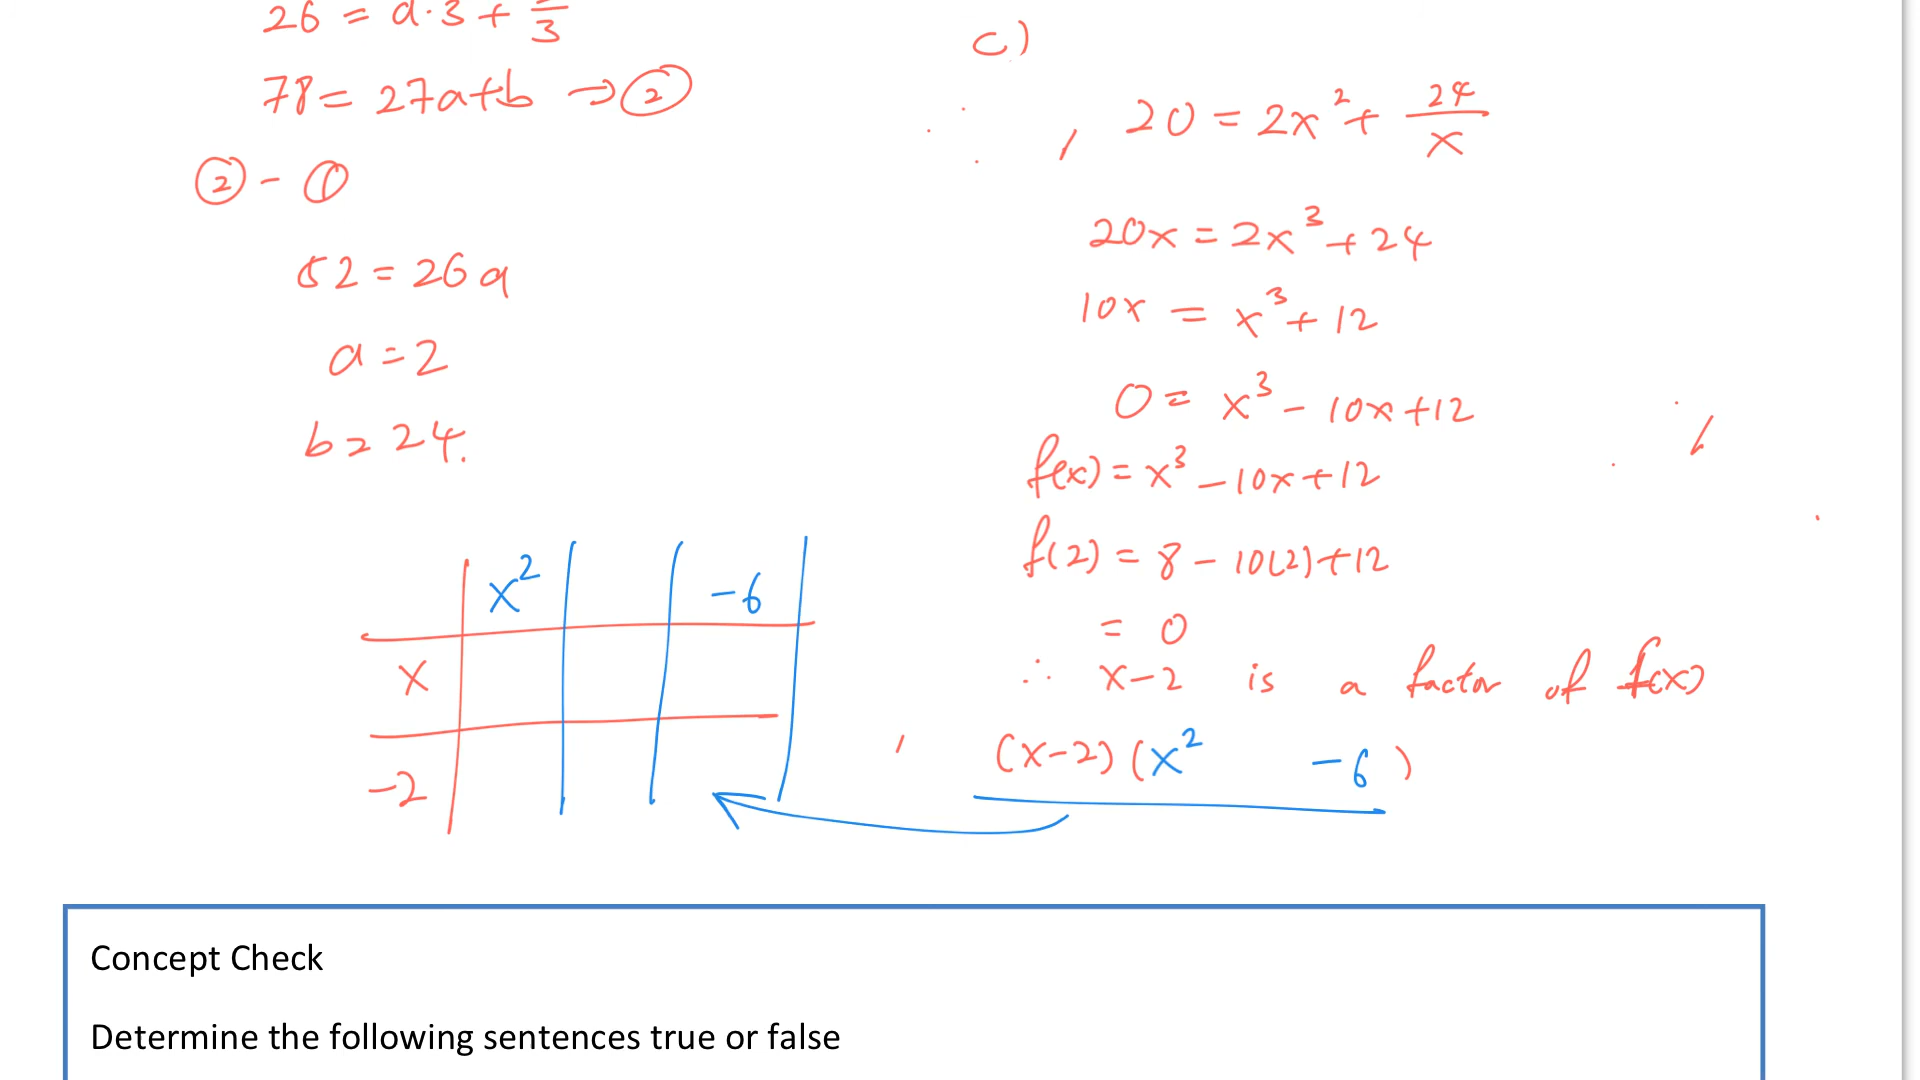 26 = a·3 + /3
78 = 27a+b → ②
② - ①
52 = 26a
a = 2
b = 24.
c)
20 = 2x² + 24/x
20x = 2x³ + 24
10x = x³ + 12
0 = x³ - 10x + 12
f(x) = x³ - 10x + 12
f(2) = 8 - 10(2) + 12
= 0
∴ x-2 is a factor of f(x)
(x-2)(x² -6)
x² -6
x
-2
Concept Check
Determine the following sentences true or false